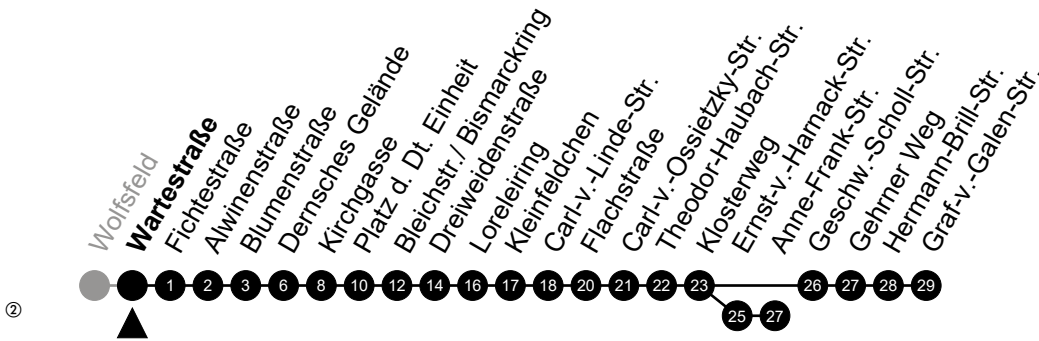 Wolfsfeld
Wartestraße
Fichtestraße
Alwinenstraße
Blumenstraße
Dernsches Gelände
Kirchgasse
Platz d. Dt. Einheit
Bleichstr./ Bismarckring
Dreiweidenstraße
Loreleiring
Kleinfeldchen
Carl-v.-Linde-Str.
Flachstraße
Carl-v.-Ossietzky-Str.
Theodor-Haubach-Str.
Klosterweg
Ernst-v.-Harnack-Str.
Anne-Frank-Str.
Geschw.-Scholl-Str.
Gehrner Weg
Hermann-Brill-Str.
Graf-v.-Galen-Str.
1 2 3 6 8 10 12 14 16 17 18 20 21 22 23 26 27 28 29
② 25 27